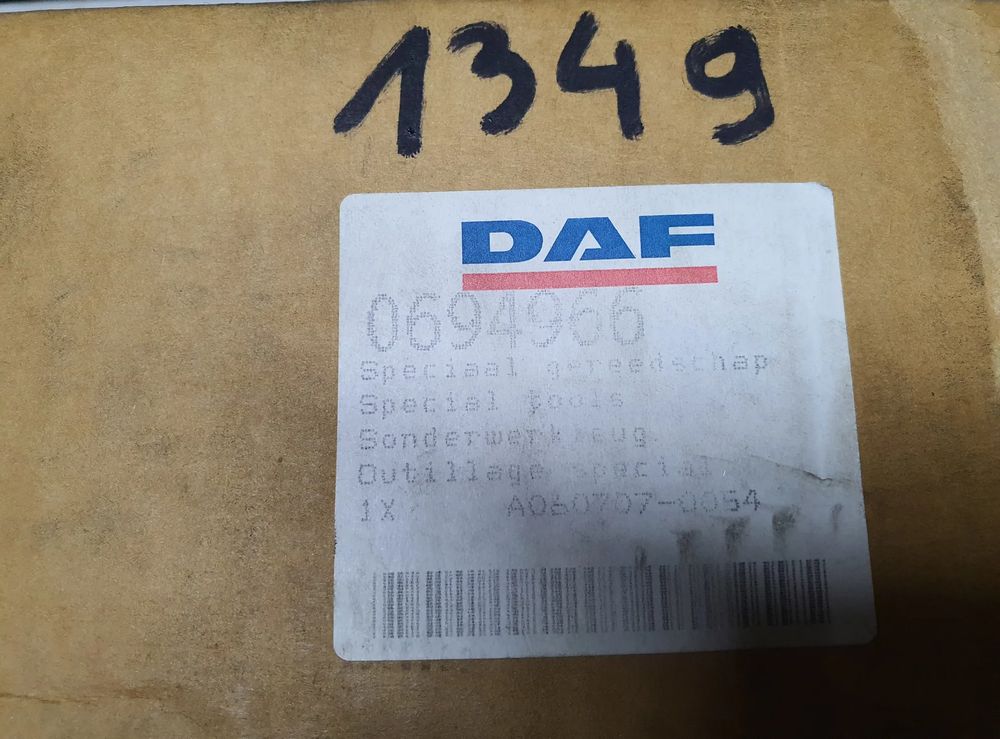 1349
DAF
0694966
Speciaal gereedschap
Special tools
Sonderwerkzeug
Outillage special
1X A060707-0054